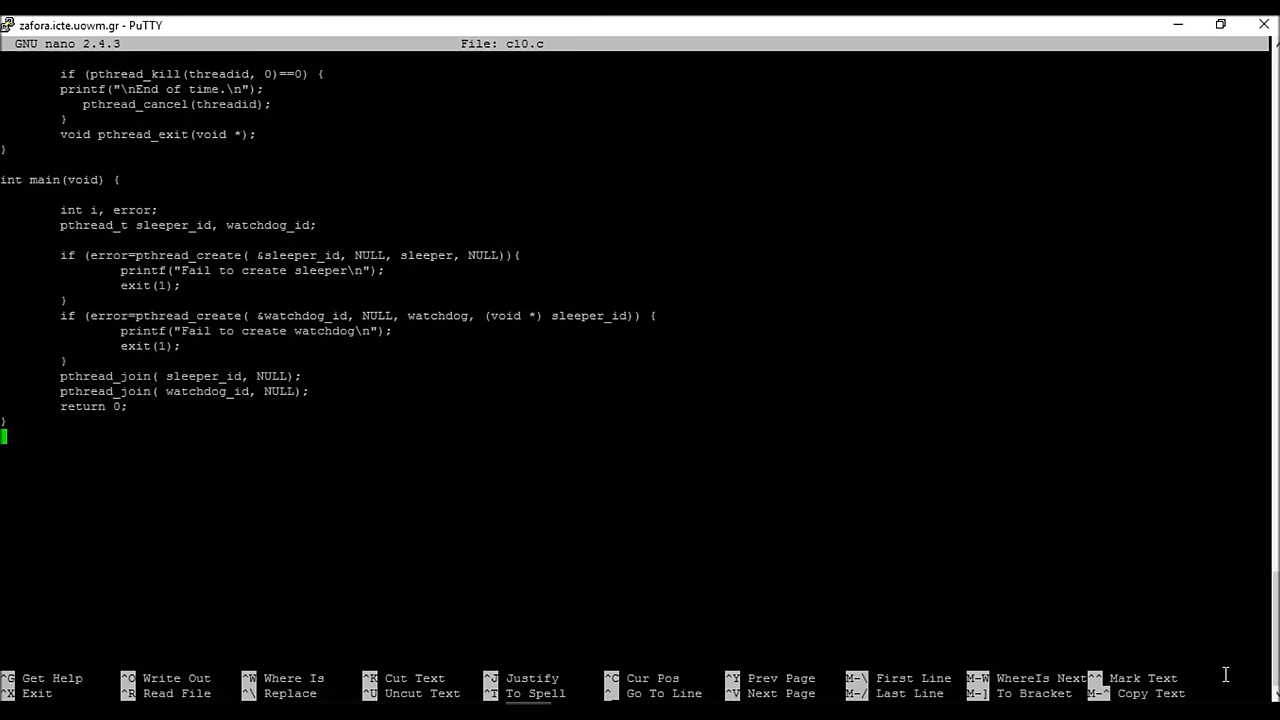 zafora.icte.uowm.gr - PuTTY
GNU nano 2.4.3 File: c10.c
if (pthread_kill(threadid, 0)==0) {
printf("\nEnd of time.\n");
pthread_cancel(threadid);
}
void pthread_exit(void *);
}
int main(void) {
int i, error;
pthread_t sleeper_id, watchdog_id;
if (error=pthread_create( &sleeper_id, NULL, sleeper, NULL)){
printf("Fail to create sleeper\n");
exit(1);
}
if (error=pthread_create( &watchdog_id, NULL, watchdog, (void *) sleeper_id)) {
printf("Fail to create watchdog\n");
exit(1);
}
pthread_join( sleeper_id, NULL);
pthread_join( watchdog_id, NULL);
return 0;
}
^G Get Help ^O Write Out ^W Where Is ^K Cut Text ^J Justify ^C Cur Pos ^Y Prev Page M-\ First Line M-W WhereIs Next ^^ Mark Text
^X Exit ^R Read File ^\ Replace ^U Uncut Text ^T To Spell ^_ Go To Line ^V Next Page M-/ Last Line M-] To Bracket M-^ Copy Text